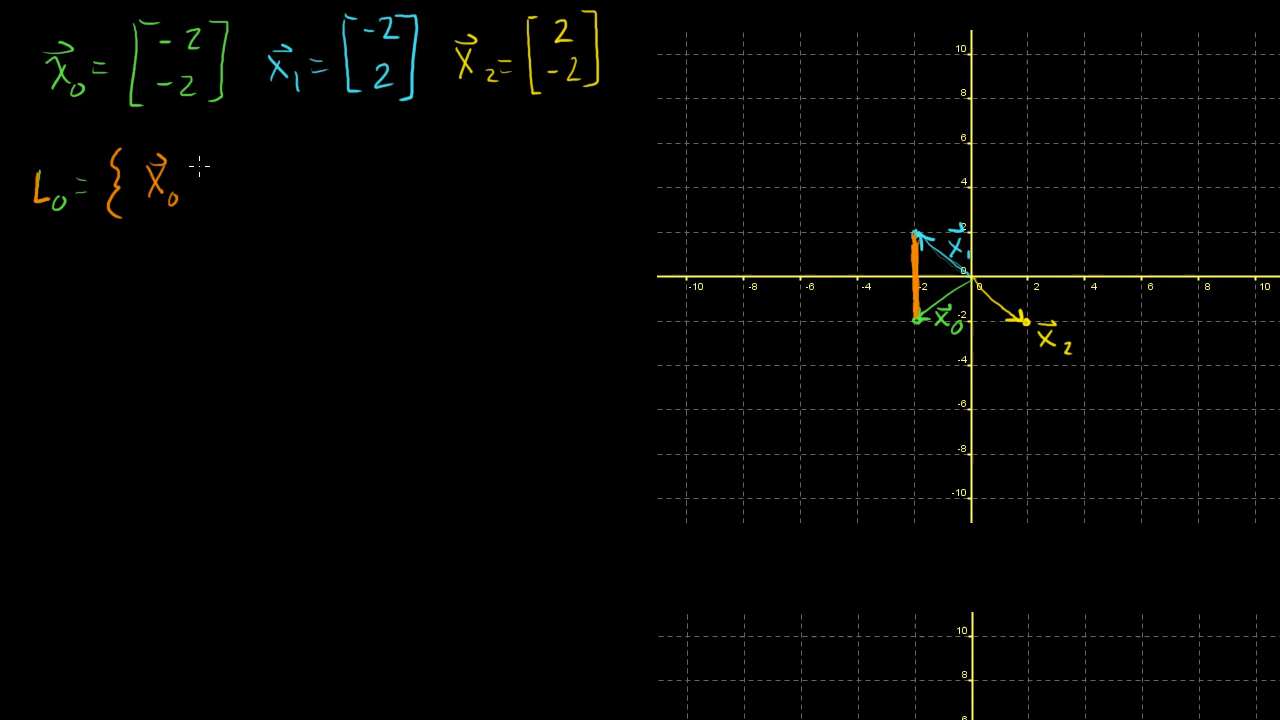 x⃗₀ = [-2 -2] x⃗₁ = [-2 2] x⃗₂ = [2 -2]
L₀ = { x⃗₀
10
8
6
4
2
x⃗₁
0
-10 -8 -6 -4 -2 0 2 4 6 8 10
-2
x⃗₀
x⃗₂
-4
-6
-8
-10
10
8
6